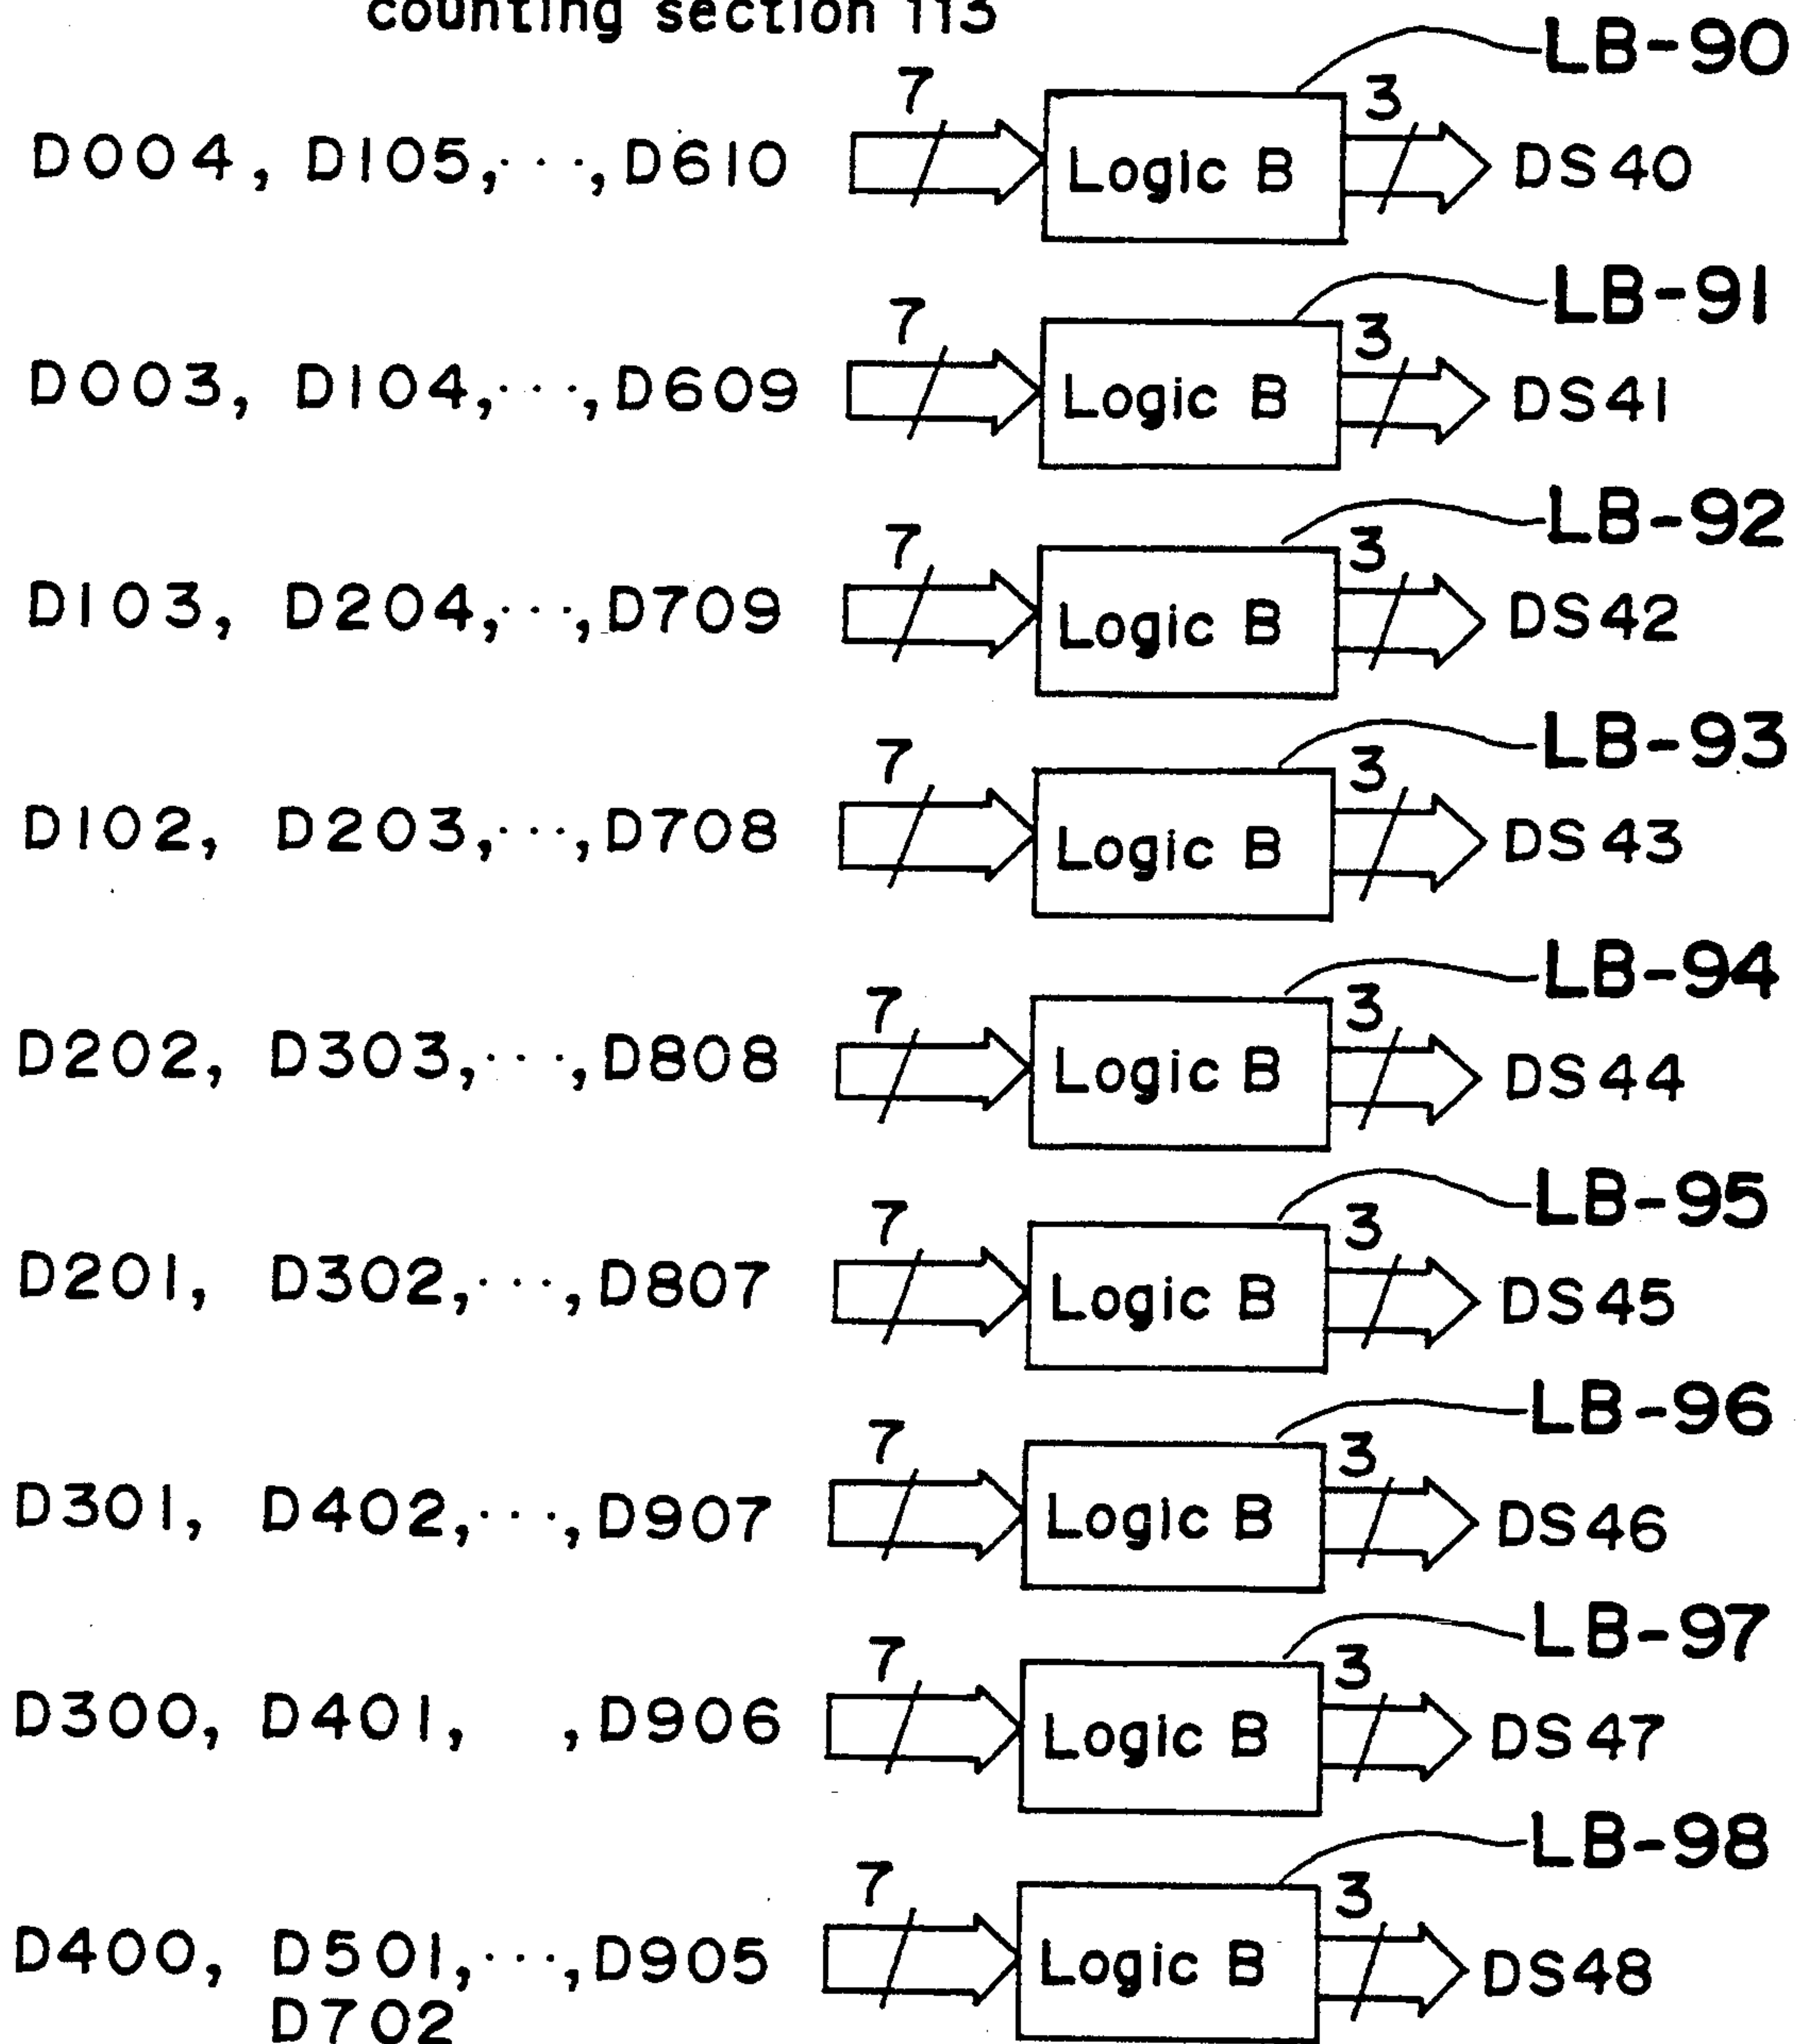 counting section 113
LB-90
D004, D105,···,D610 7 Logic B 3 DS40
LB-91
D003, D104,···,D609 7 Logic B 3 DS41
LB-92
D103, D204,···,D709 7 Logic B 3 DS42
LB-93
D102, D203,···,D708 7 Logic B 3 DS43
LB-94
D202, D303,···,D808 7 Logic B 3 DS44
LB-95
D201, D302,···,D807 7 Logic B 3 DS45
LB-96
D301, D402,···,D907 7 Logic B 3 DS46
LB-97
D300, D401, ,D906 7 Logic B 3 DS47
LB-98
D400, D501,···,D905 7 Logic B 3 DS48
D702